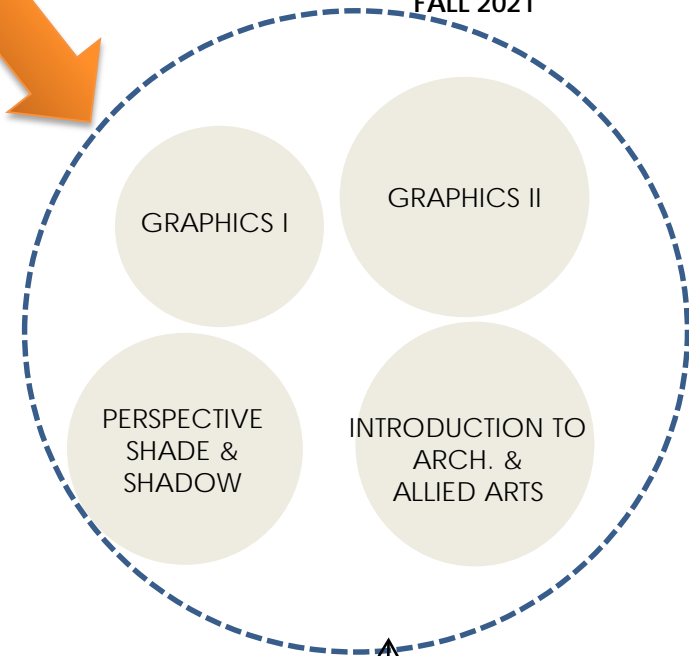 FALL 2021
GRAPHICS I
GRAPHICS II
PERSPECTIVE
SHADE &
SHADOW
INTRODUCTION TO
ARCH. &
ALLIED ARTS